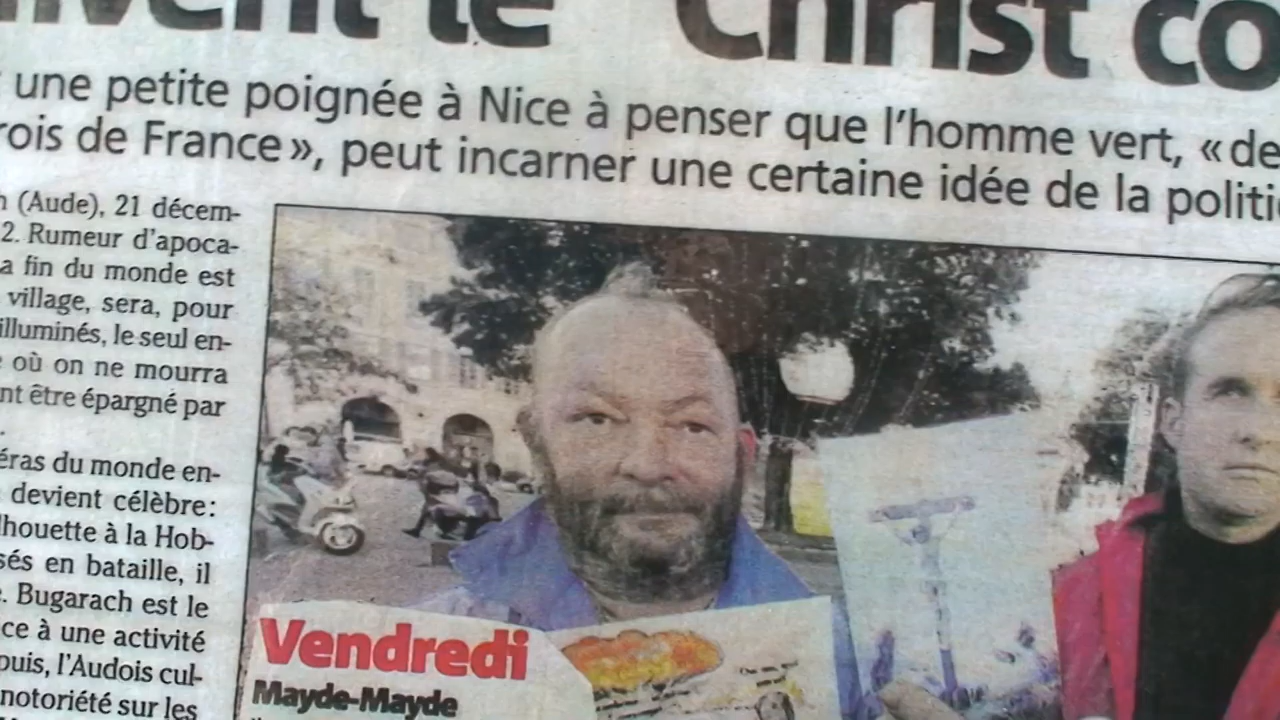 le "Christ co
une petite poignée à Nice à penser que l'homme vert, «de
rois de France», peut incarner une certaine idée de la politi
(Aude), 21 décem-
2. Rumeur d'apoca-
a fin du monde est
village, sera, pour
illuminés, le seul en-
où on ne mourra
nt être épargné par
éras du monde en-
devient célèbre:
lhouette à la Hob-
sés en bataille, il
. Bugarach est le
ce à une activité
puis, l'Audois cul-
notoriété sur les
Vendredi
Mayde-Mayde